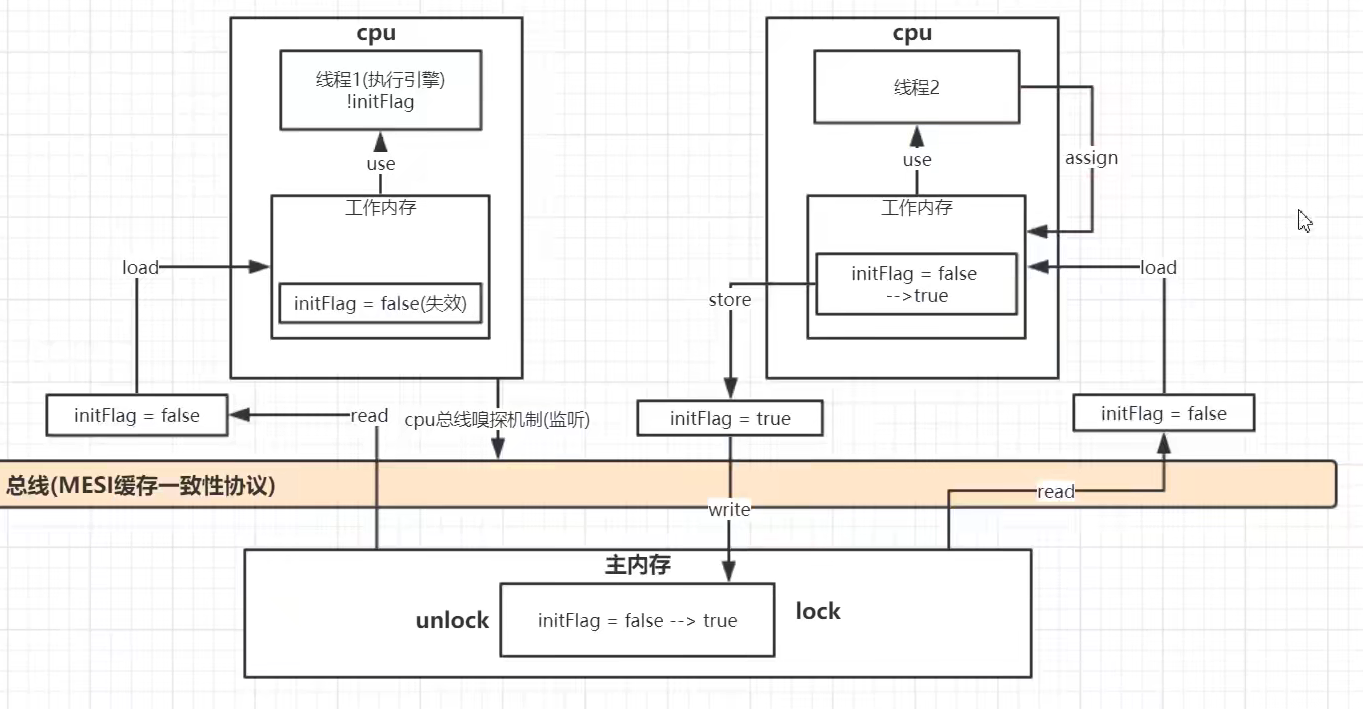 cpu
线程1(执行引擎)
!initFlag
use
工作内存
load
initFlag = false(失效)
initFlag = false
read
cpu总线嗅探机制(监听)
cpu
线程2
use
assign
工作内存
initFlag = false
-->true
store
load
initFlag = true
initFlag = false
总线(MESI缓存一致性协议)
write
read
主内存
unlock
initFlag = false --> true
lock